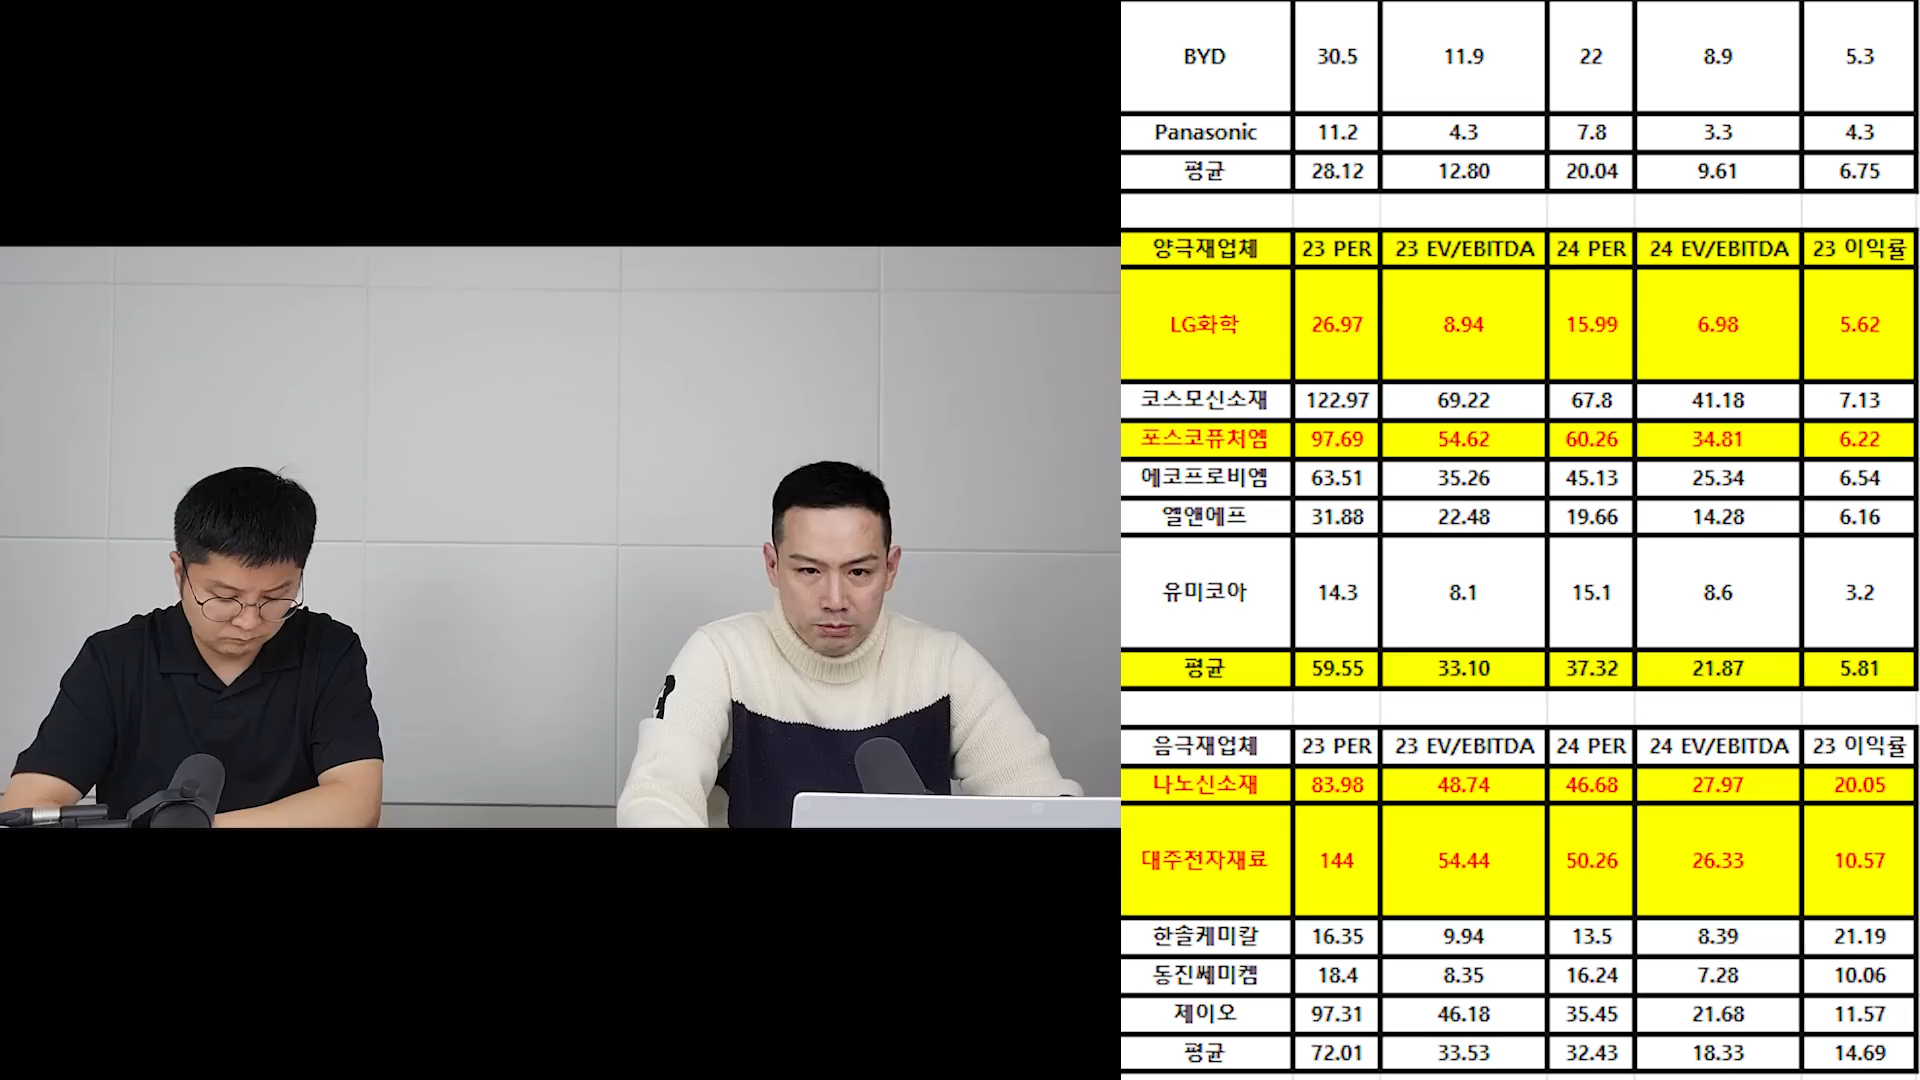 BYD 30.5 11.9 22 8.9 5.3
Panasonic 11.2 4.3 7.8 3.3 4.3
평균 28.12 12.80 20.04 9.61 6.75
양극재업체 23 PER 23 EV/EBITDA 24 PER 24 EV/EBITDA 23 이익률
LG화학 26.97 8.94 15.99 6.98 5.62
코스모신소재 122.97 69.22 67.8 41.18 7.13
포스코퓨처엠 97.69 54.62 60.26 34.81 6.22
에코프로비엠 63.51 35.26 45.13 25.34 6.54
엘앤에프 31.88 22.48 19.66 14.28 6.16
유미코아 14.3 8.1 15.1 8.6 3.2
평균 59.55 33.10 37.32 21.87 5.81
음극재업체 23 PER 23 EV/EBITDA 24 PER 24 EV/EBITDA 23 이익률
나노신소재 83.98 48.74 46.68 27.97 20.05
대주전자재료 144 54.44 50.26 26.33 10.57
한솔케미칼 16.35 9.94 13.5 8.39 21.19
동진쎄미켐 18.4 8.35 16.24 7.28 10.06
제이오 97.31 46.18 35.45 21.68 11.57
평균 72.01 33.53 32.43 18.33 14.69